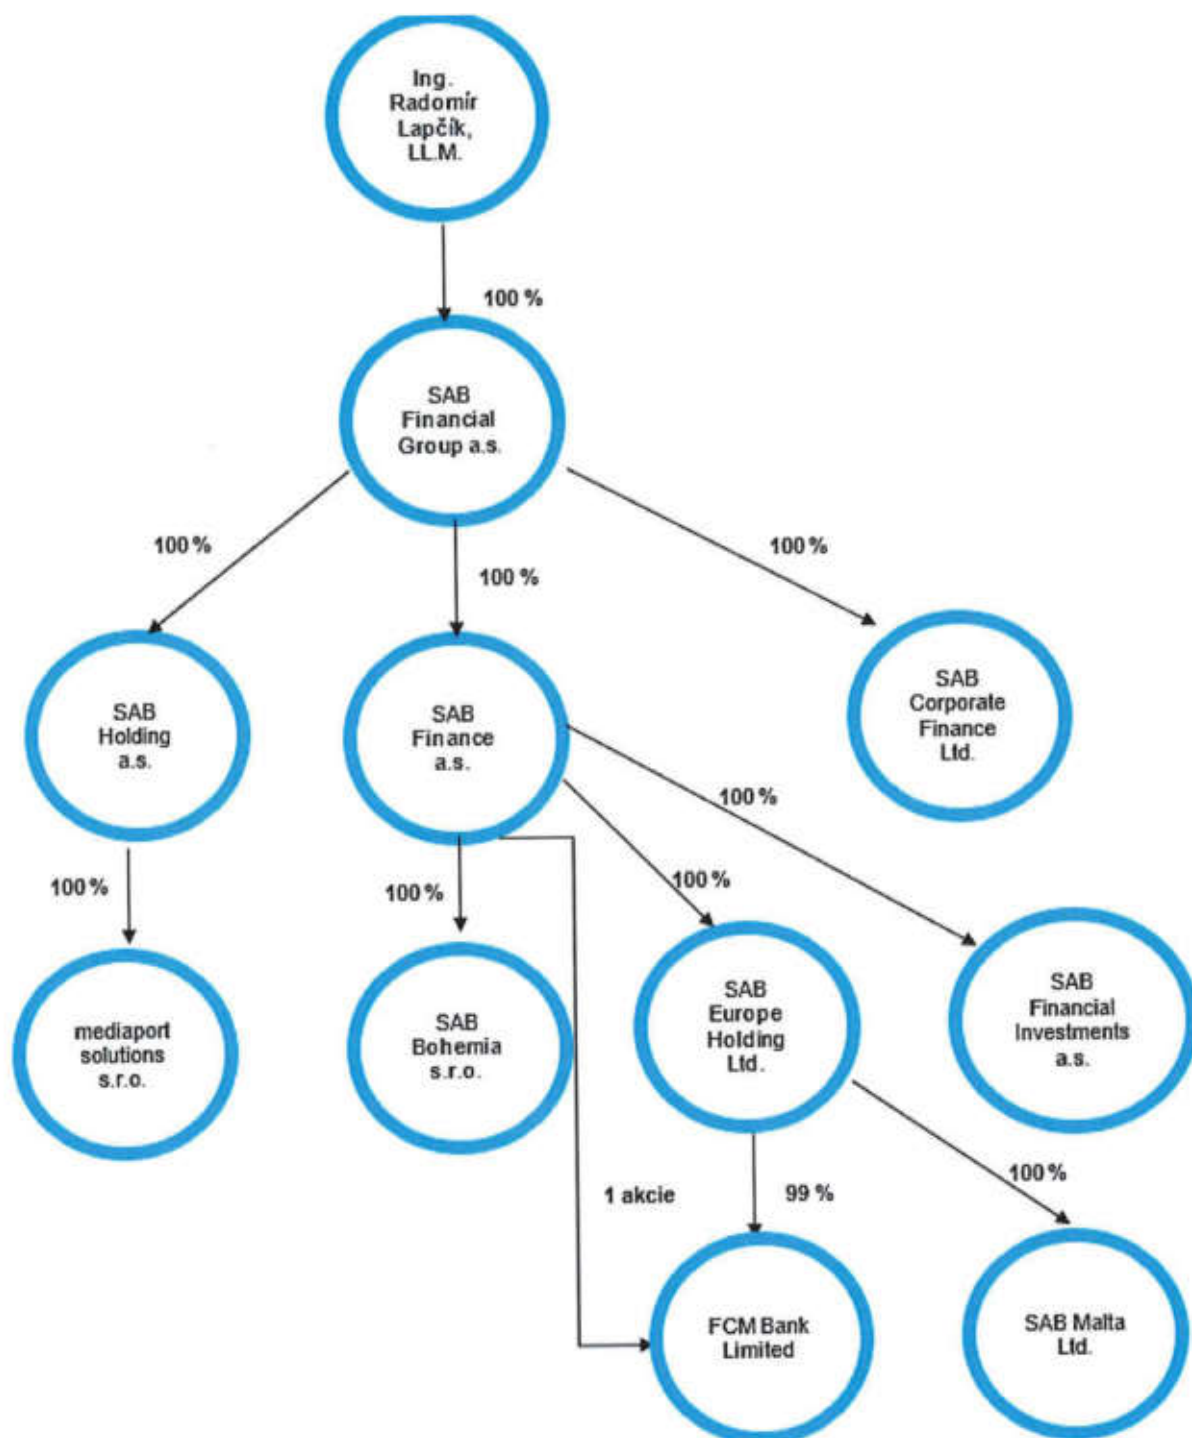 Ing.
Radomír
Lapčík,
LL.M.
100 %
SAB
Financial
Group a.s.
100 %
100 %
100 %
SAB
Holding
a.s.
SAB
Finance
a.s.
SAB
Corporate
Finance
Ltd.
100 %
100 %
100 %
100 %
mediaport
solutions
s.r.o.
SAB
Bohemia
s.r.o.
SAB
Europe
Holding
Ltd.
SAB
Financial
Investments
a.s.
1 akcie
99 %
100 %
FCM Bank
Limited
SAB Malta
Ltd.